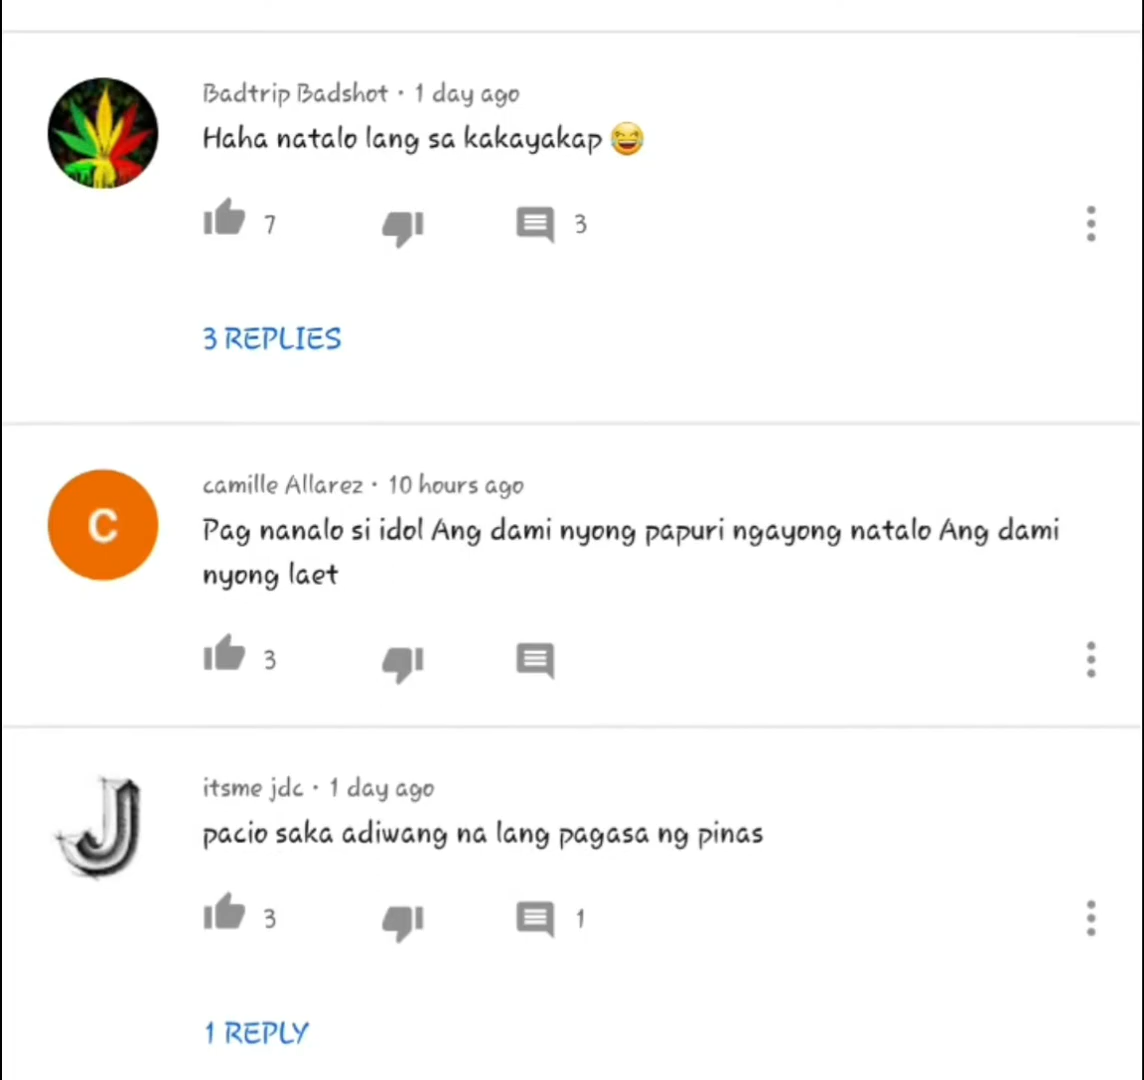 Badtrip Badshot • 1 day ago
Haha natalo lang sa kakayakap 😆
7 3
3 REPLIES
C
camille Allarez • 10 hours ago
Pag nanalo si idol Ang dami nyong papuri ngayong natalo Ang dami
nyong laet
3
J
itsme jdc • 1 day ago
pacio saka adiwang na lang pagasa ng pinas
3 1
1 REPLY